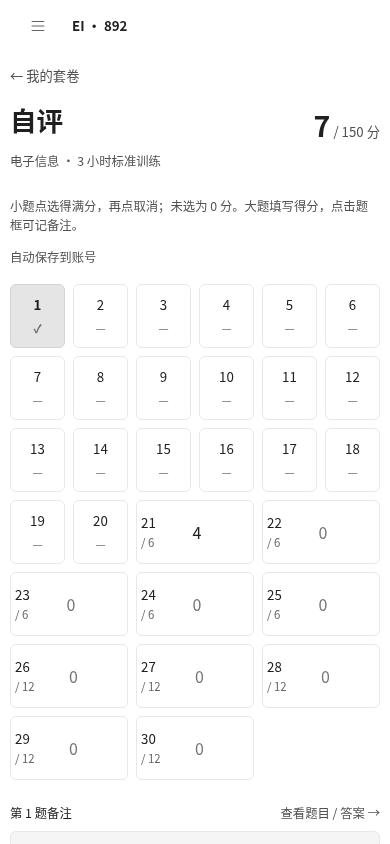 EI · 892
← 我的套卷
自评
7 / 150 分
电子信息 · 3 小时标准训练
小题点选得满分，再点取消；未选为 0 分。大题填写得分，点击题
框可记备注。
自动保存到账号
1 2 3 4 5 6
✓ — — — — —
7 8 9 10 11 12
— — — — — —
13 14 15 16 17 18
— — — — — —
19 20 21 / 6 4 22 / 6 0
— —
23 / 6 0 24 / 6 0 25 / 6 0
26 / 12 0 27 / 12 0 28 / 12 0
29 / 12 0 30 / 12 0
第 1 题备注 查看题目 / 答案 →